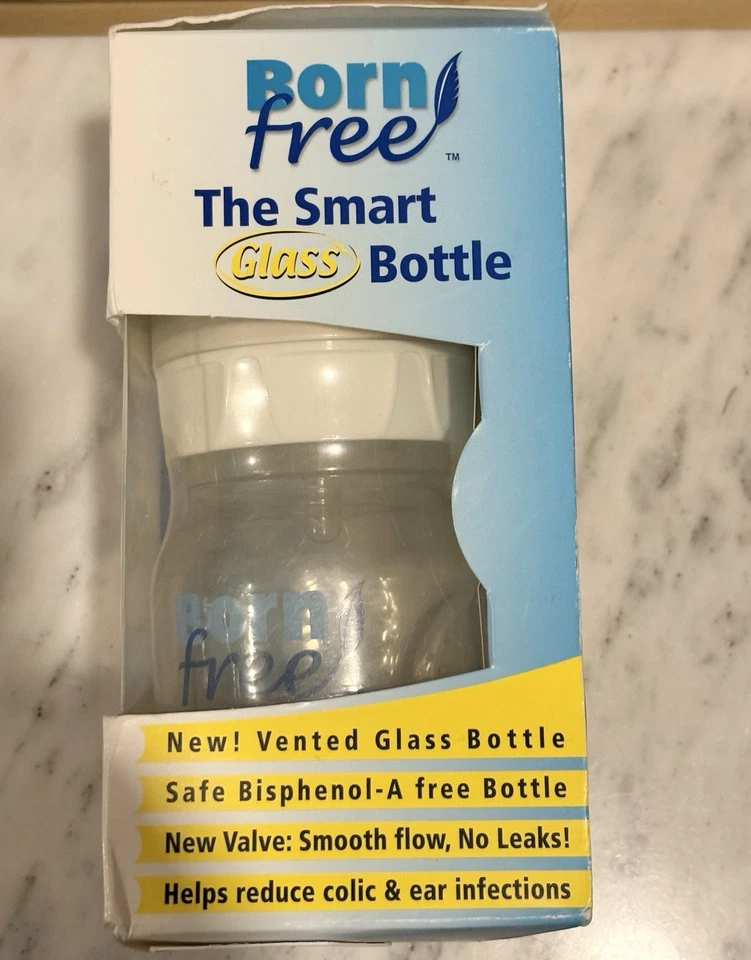 Born
free
TM
The Smart
Glass Bottle
Born
free
New! Vented Glass Bottle
Safe Bisphenol-A free Bottle
New Valve: Smooth flow, No Leaks!
Helps reduce colic & ear infections